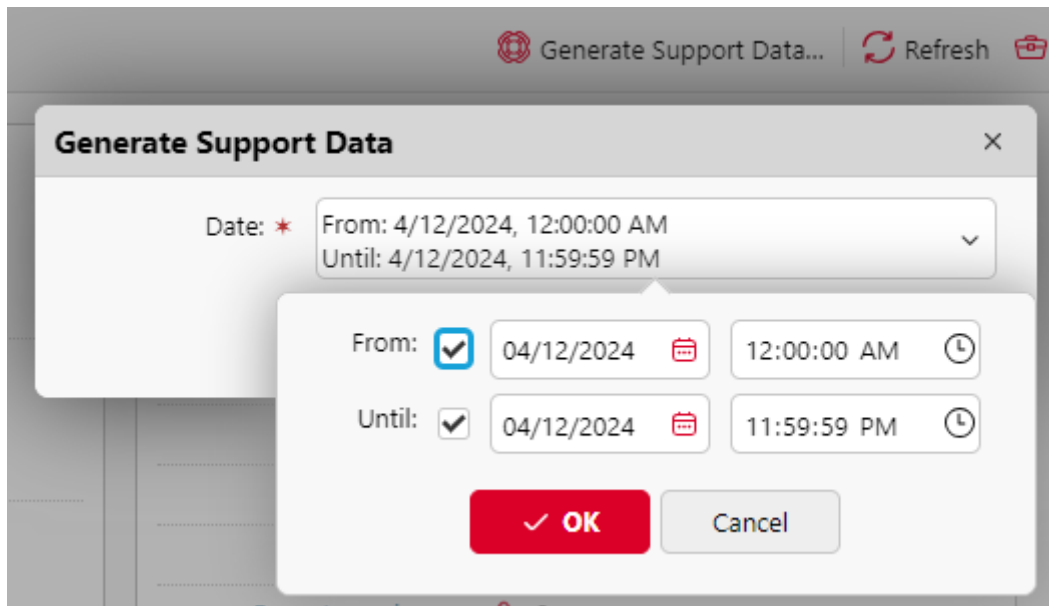 Generate Support Data... Refresh
Generate Support Data
Date: *
From: 4/12/2024, 12:00:00 AM
Until: 4/12/2024, 11:59:59 PM
From: 04/12/2024 12:00:00 AM
Until: 04/12/2024 11:59:59 PM
OK Cancel